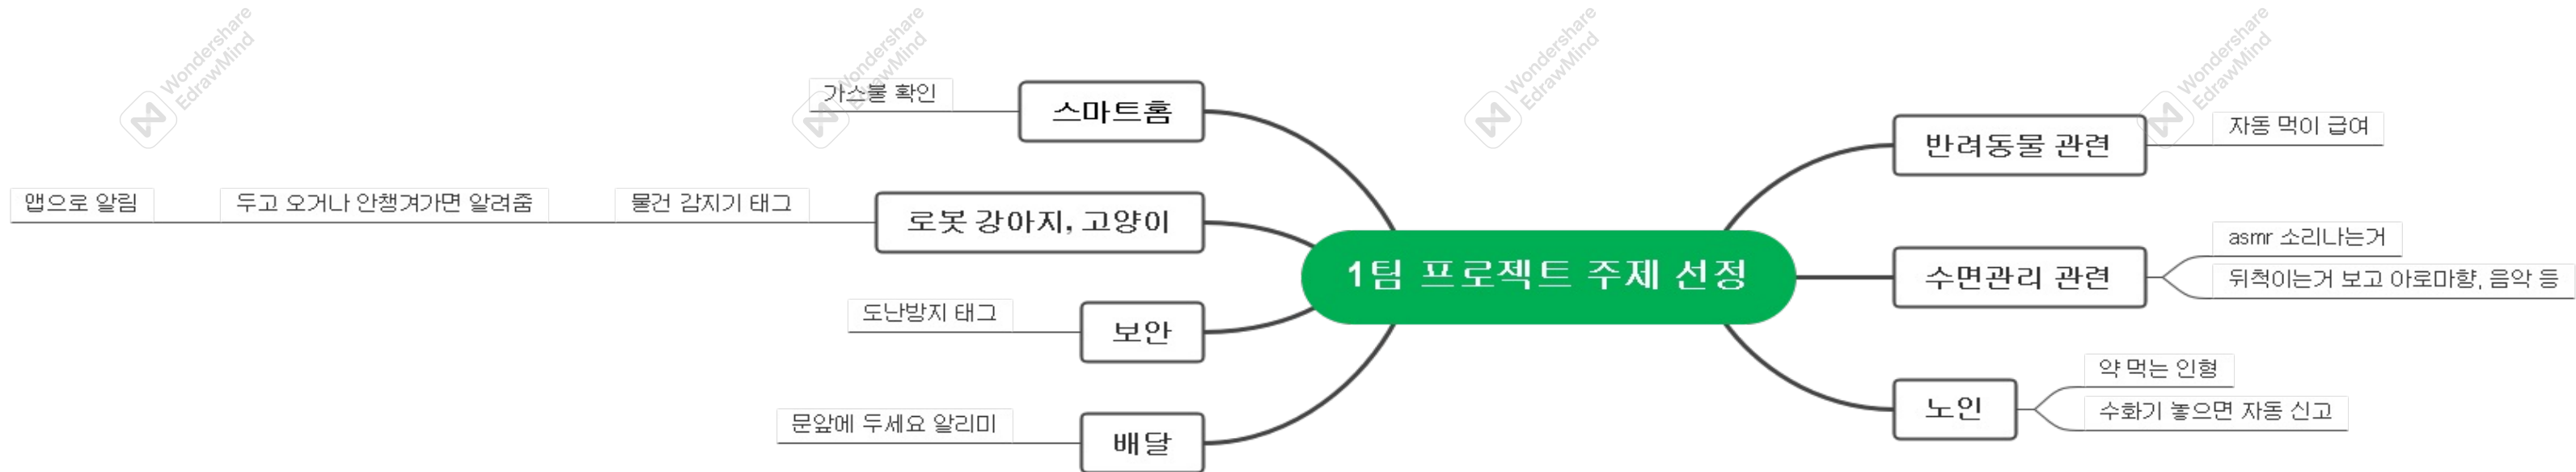 1팀 프로젝트 주제 선정
스마트홈
가스불 확인
로봇 강아지, 고양이
물건 감지기 태그
두고 오거나 안챙겨가면 알려줌
앱으로 알림
보안
도난방지 태그
배달
문앞에 두세요 알리미
반려동물 관련
자동 먹이 급여
수면관리 관련
asmr 소리나는거
뒤척이는거 보고 아로마향, 음악 등
노인
약 먹는 인형
수화기 놓으면 자동 신고
Wondershare
EdrawMind
Wondershare
EdrawMind
Wondershare
EdrawMind
Wondershare
EdrawMind